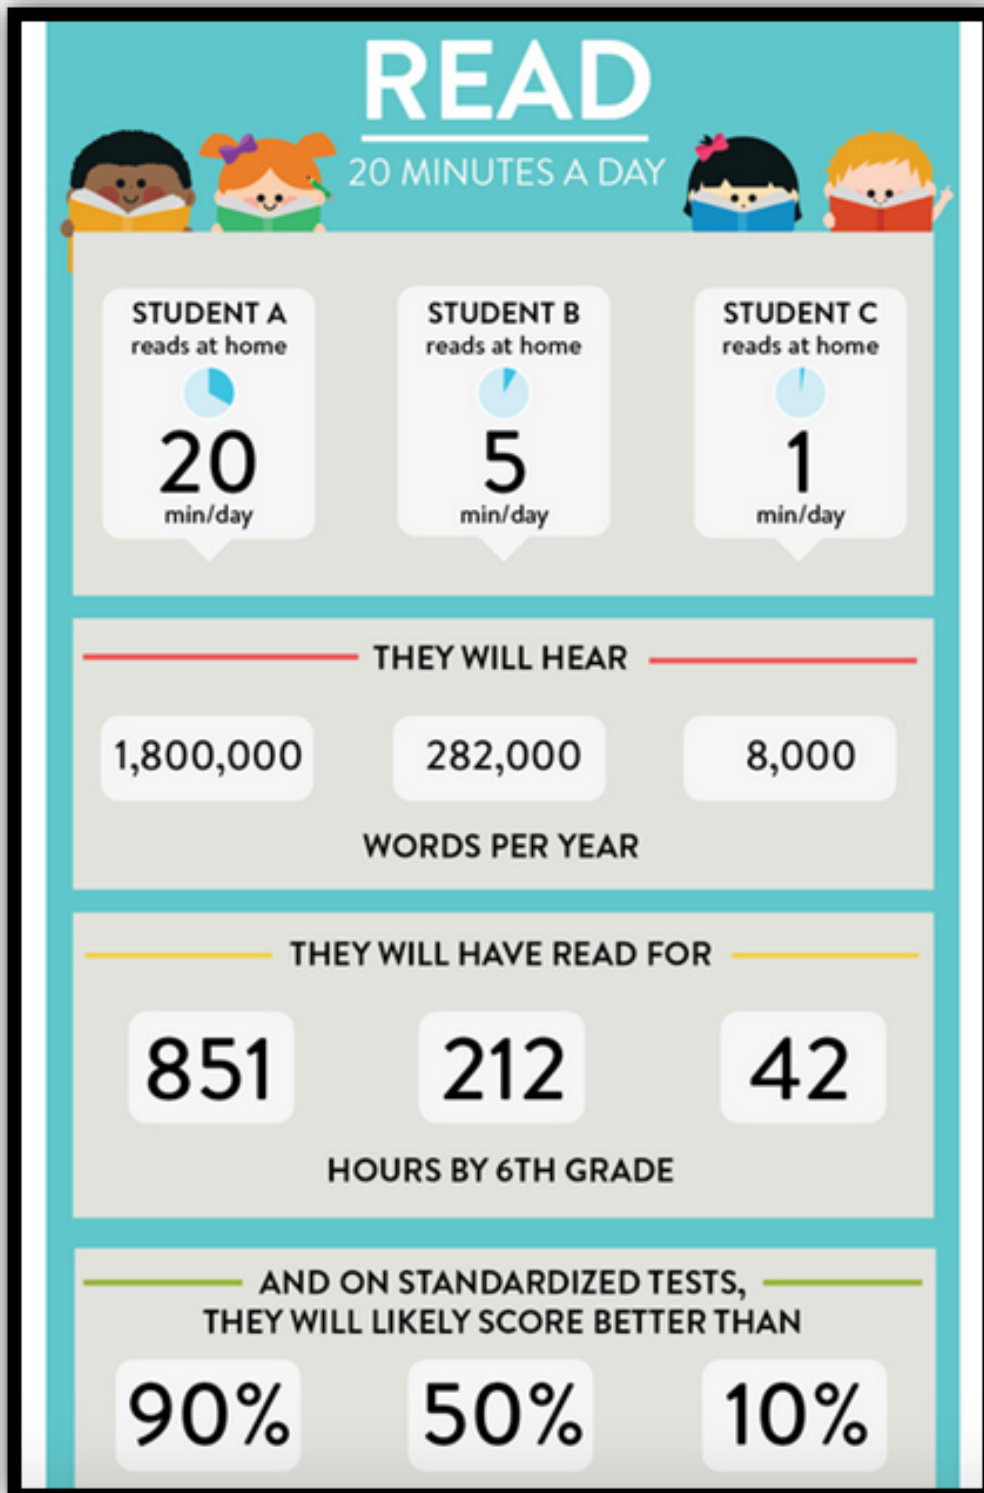 READ
20 MINUTES A DAY
STUDENT A
reads at home
20
min/day
STUDENT B
reads at home
5
min/day
STUDENT C
reads at home
1
min/day
THEY WILL HEAR
1,800,000
282,000
8,000
WORDS PER YEAR
THEY WILL HAVE READ FOR
851
212
42
HOURS BY 6TH GRADE
AND ON STANDARDIZED TESTS,
THEY WILL LIKELY SCORE BETTER THAN
90%
50%
10%